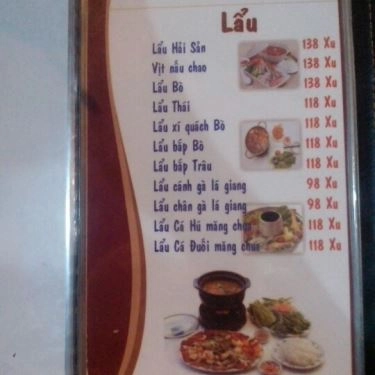 Lẩu
Lẩu Hải Sản 138 Xu
Vịt nấu chao 138 Xu
Lẩu Bò 138 Xu
Lẩu Thái 118 Xu
Lẩu xí quách Bò 118 Xu
Lẩu bắp Bò 118 Xu
Lẩu bắp Trâu 118 Xu
Lẩu cánh gà lá giang 98 Xu
Lẩu chân gà lá giang 98 Xu
Lẩu Cá Hú măng chua 118 Xu
Lẩu Cá Đuối măng chua 118 Xu